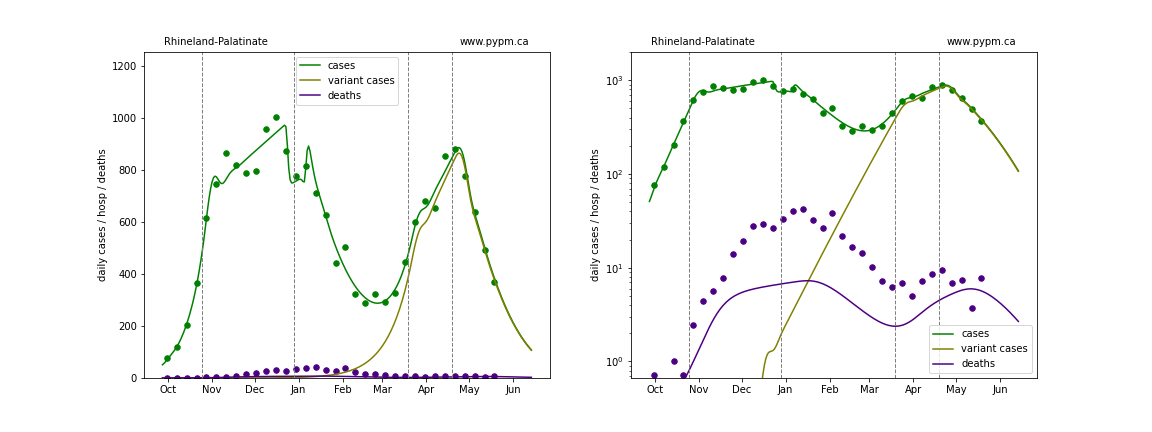 Rhineland-Palatinate www.pypm.ca
daily cases / hosp / deaths
1200
1000
800
600
400
200
0
cases
variant cases
deaths
Oct Nov Dec Jan Feb Mar Apr May Jun
Rhineland-Palatinate www.pypm.ca
daily cases / hosp / deaths
10³
10²
10¹
10⁰
cases
variant cases
deaths
Oct Nov Dec Jan Feb Mar Apr May Jun